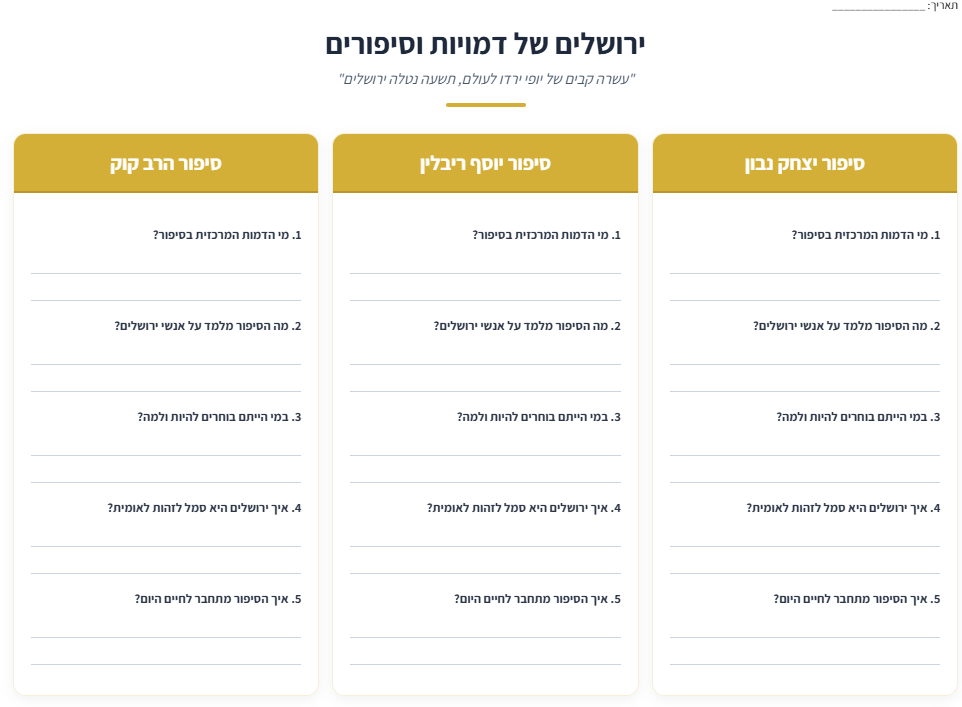 תאריך: ________________
ירושלים של דמויות וסיפורים
"עשרה קבים של יופי ירדו לעולם, תשעה נטלה ירושלים"
סיפור יצחק נבון
1. מי הדמות המרכזית בסיפור?
2. מה הסיפור מלמד על אנשי ירושלים?
3. במי הייתם בוחרים להיות ולמה?
4. איך ירושלים היא סמל לזהות לאומית?
5. איך הסיפור מתחבר לחיים היום?
סיפור יוסף ריבלין
1. מי הדמות המרכזית בסיפור?
2. מה הסיפור מלמד על אנשי ירושלים?
3. במי הייתם בוחרים להיות ולמה?
4. איך ירושלים היא סמל לזהות לאומית?
5. איך הסיפור מתחבר לחיים היום?
סיפור הרב קוק
1. מי הדמות המרכזית בסיפור?
2. מה הסיפור מלמד על אנשי ירושלים?
3. במי הייתם בוחרים להיות ולמה?
4. איך ירושלים היא סמל לזהות לאומית?
5. איך הסיפור מתחבר לחיים היום?